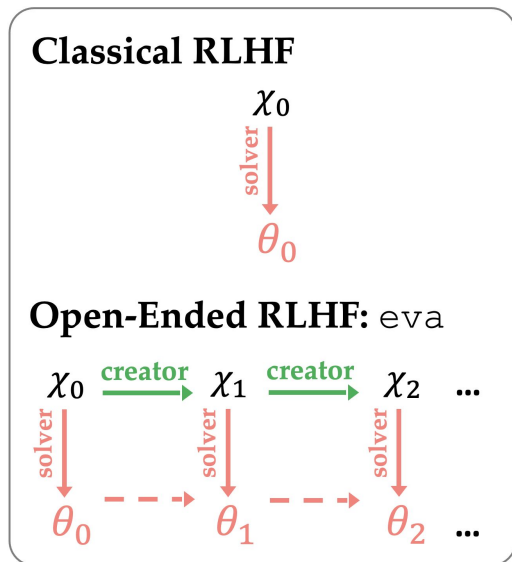 Classical RLHF
χ₀
solver
θ₀
Open-Ended RLHF: eva
χ₀ creator χ₁ creator χ₂ ...
solver solver solver
θ₀ θ₁ θ₂ ...